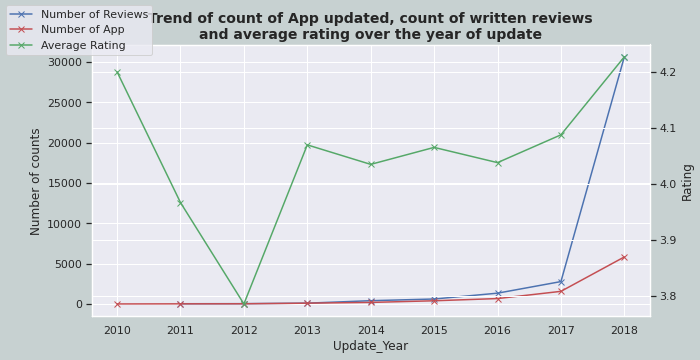 Trend of count of App updated, count of written reviews
and average rating over the year of update
Number of Reviews
Number of App
Average Rating
Number of counts
30000
25000
20000
15000
10000
5000
0
4.2
4.1
4.0
3.9
3.8
Rating
2010 2011 2012 2013 2014 2015 2016 2017 2018
Update_Year